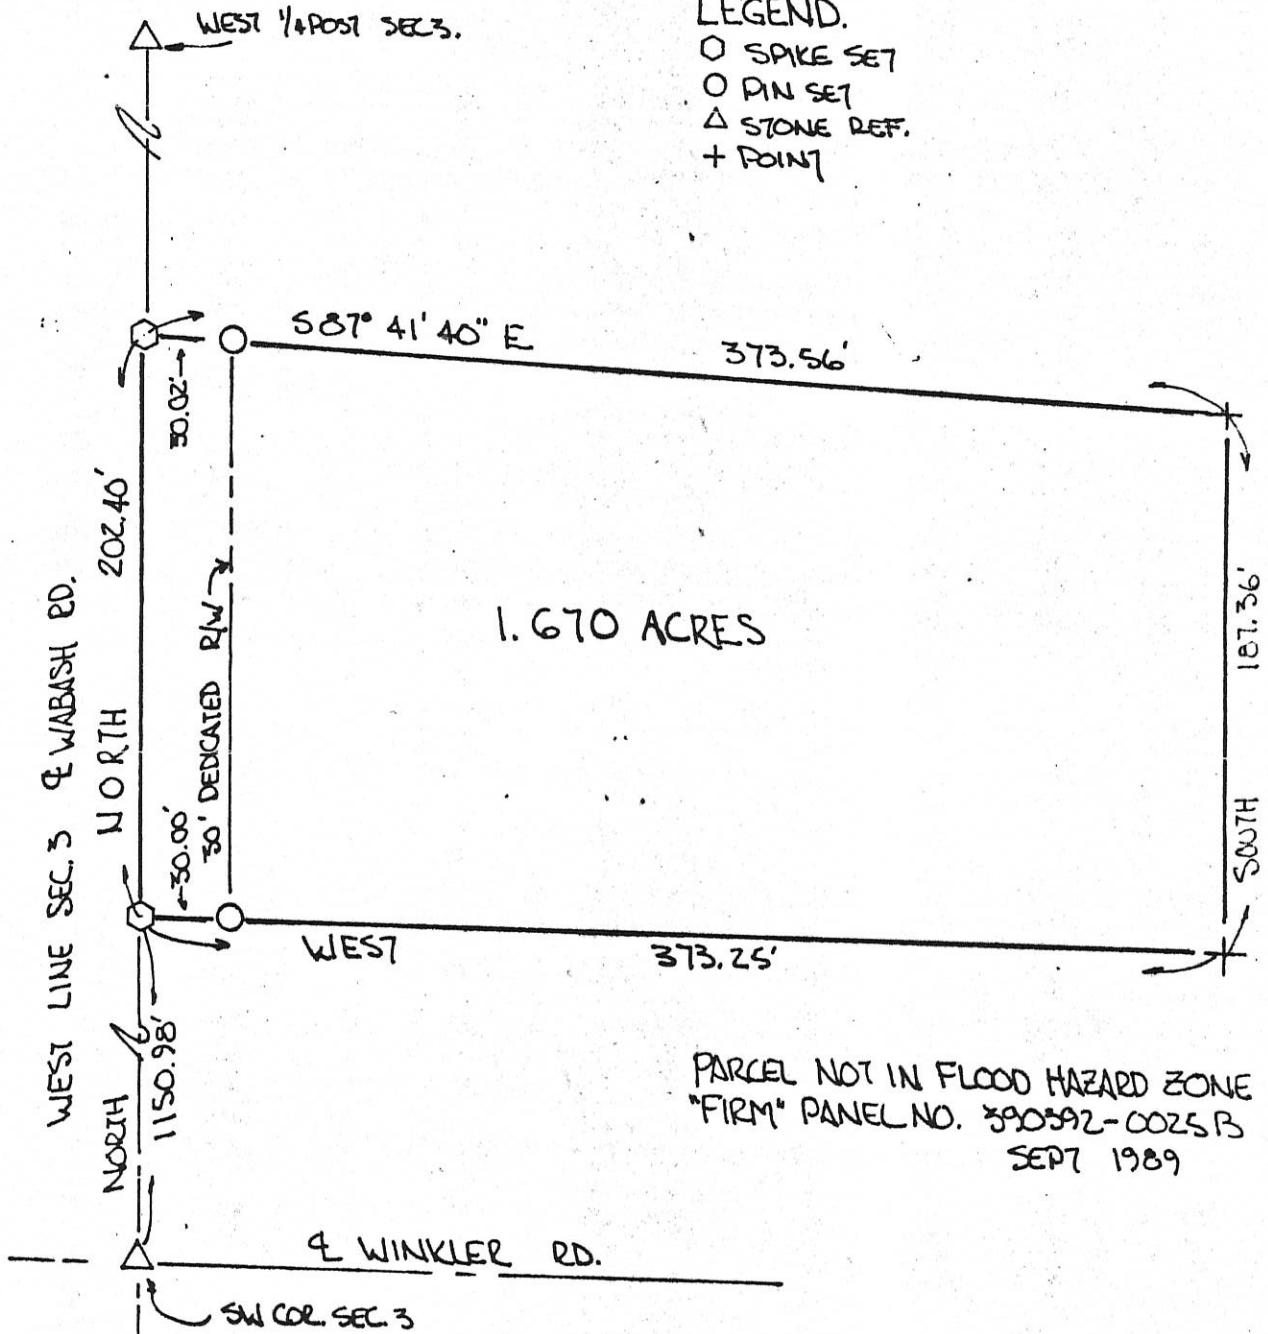 WEST 1/4 POST SEC 3.
LEGEND.
SPIKE SET
PIN SET
STONE REF.
+ POINT
S 87° 41' 40" E
373.56'
30.02'
202.40'
NORTH
WEST LINE SEC. 3 ℄ WABASH RD.
30' DEDICATED R/W
1.670 ACRES
187.36'
SOUTH
30.00'
WEST
373.25'
1150.98'
NORTH
PARCEL NOT IN FLOOD HAZARD ZONE
"FIRM" PANEL NO. 390392-0025B
SEPT 1989
℄ WINKLER RD.
SW COR. SEC. 3